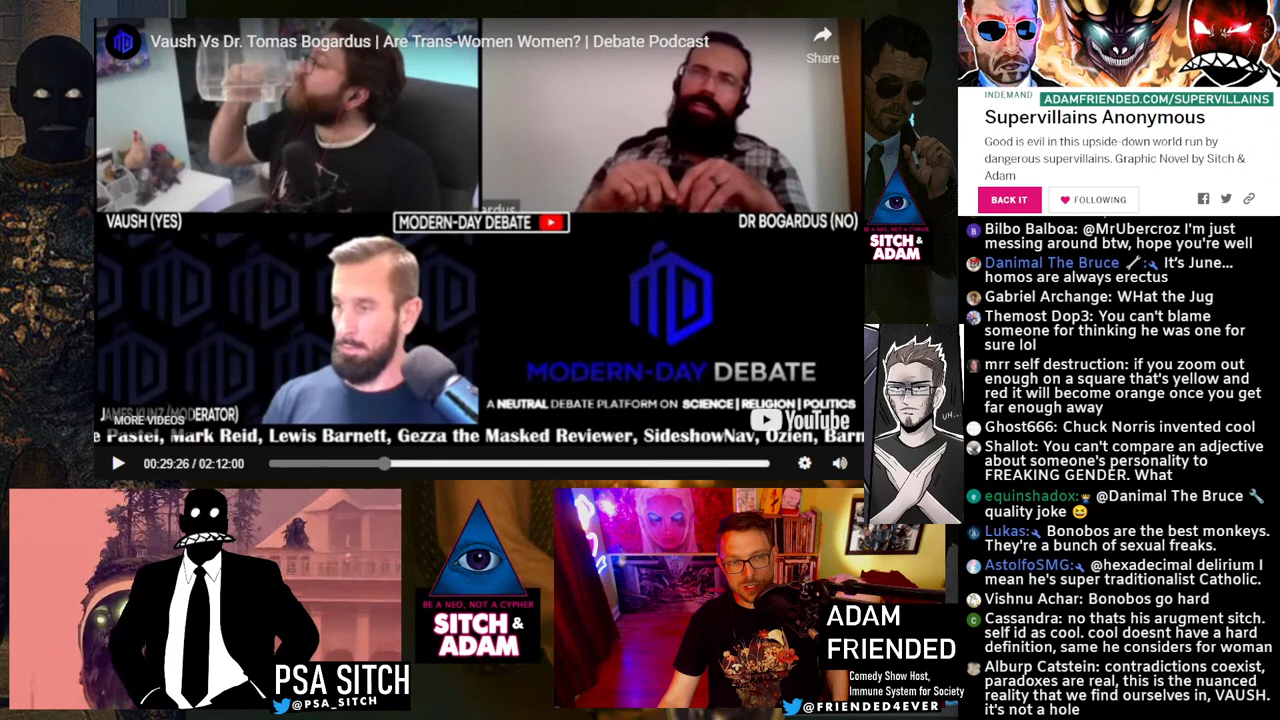 Vaush Vs Dr. Tomas Bogardus | Are Trans-Women Women? | Debate Podcast
Share
VAUSH (YES)
MODERN-DAY DEBATE
DR BOGARDUS (NO)
MODERN-DAY DEBATE
A NEUTRAL DEBATE PLATFORM ON SCIENCE | RELIGION | POLITICS
JAMES KUNZ (MODERATOR)
MORE VIDEOS
YouTube
e Pastel, Mark Reid, Lewis Barnett, Gezza the Masked Reviewer, SideshowNav, Ozien, Barn
00:29:26 / 02:12:00
BE A NEO, NOT A CYPHER
SITCH &
ADAM
UH...
PSA SITCH
@PSA_SITCH
BE A NEO, NOT A CYPHER
SITCH &
ADAM
ADAM
FRIENDED
Comedy Show Host,
Immune System for Society
@FRIENDED4EVER
INDEMAND
ADAMFRIENDED.COM/SUPERVILLAINS
Supervillains Anonymous
Good is evil in this upside-down world run by
dangerous supervillains. Graphic Novel by Sitch &
Adam
BACK IT
FOLLOWING
Bilbo Balboa: @MrUbercroz I'm just
messing around btw, hope you're well
Danimal The Bruce : It's June...
homos are always erectus
Gabriel Archange: WHat the Jug
Themost Dop3: You can't blame
someone for thinking he was one for
sure lol
mrr self destruction: if you zoom out
enough on a square that's yellow and
red it will become orange once you get
far enough away
Ghost666: Chuck Norris invented cool
Shallot: You can't compare an adjective
about someone's personality to
FREAKING GENDER. What
equinshadox: @Danimal The Bruce
quality joke
Lukas: Bonobos are the best monkeys.
They're a bunch of sexual freaks.
AstolfoSMG: @hexadecimal delirium I
mean he's super traditionalist Catholic.
Vishnu Achar: Bonobos go hard
Cassandra: no thats his arugment sitch.
self id as cool. cool doesnt have a hard
definition, same he considers for woman
Alburp Catstein: contradictions coexist,
paradoxes are real, this is the nuanced
reality that we find ourselves in, VAUSH.
it's not a hole